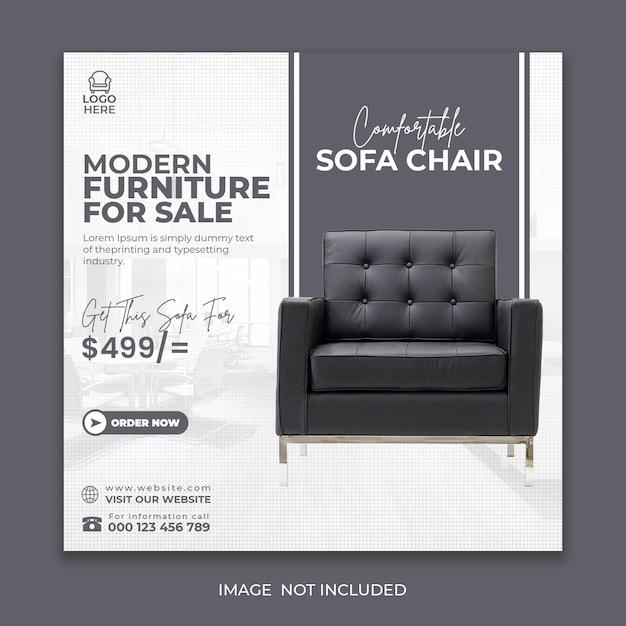 LOGO
HERE
MODERN
FURNITURE
FOR SALE
Lorem Ipsum is simply dummy text of
theprinting and typesetting
industry.
Get This Sofa For
$499/=
ORDER NOW
www.website.com
VISIT OUR WEBSITE
For information call
000 123 456 789
Comfortable
SOFA CHAIR
IMAGE NOT INCLUDED